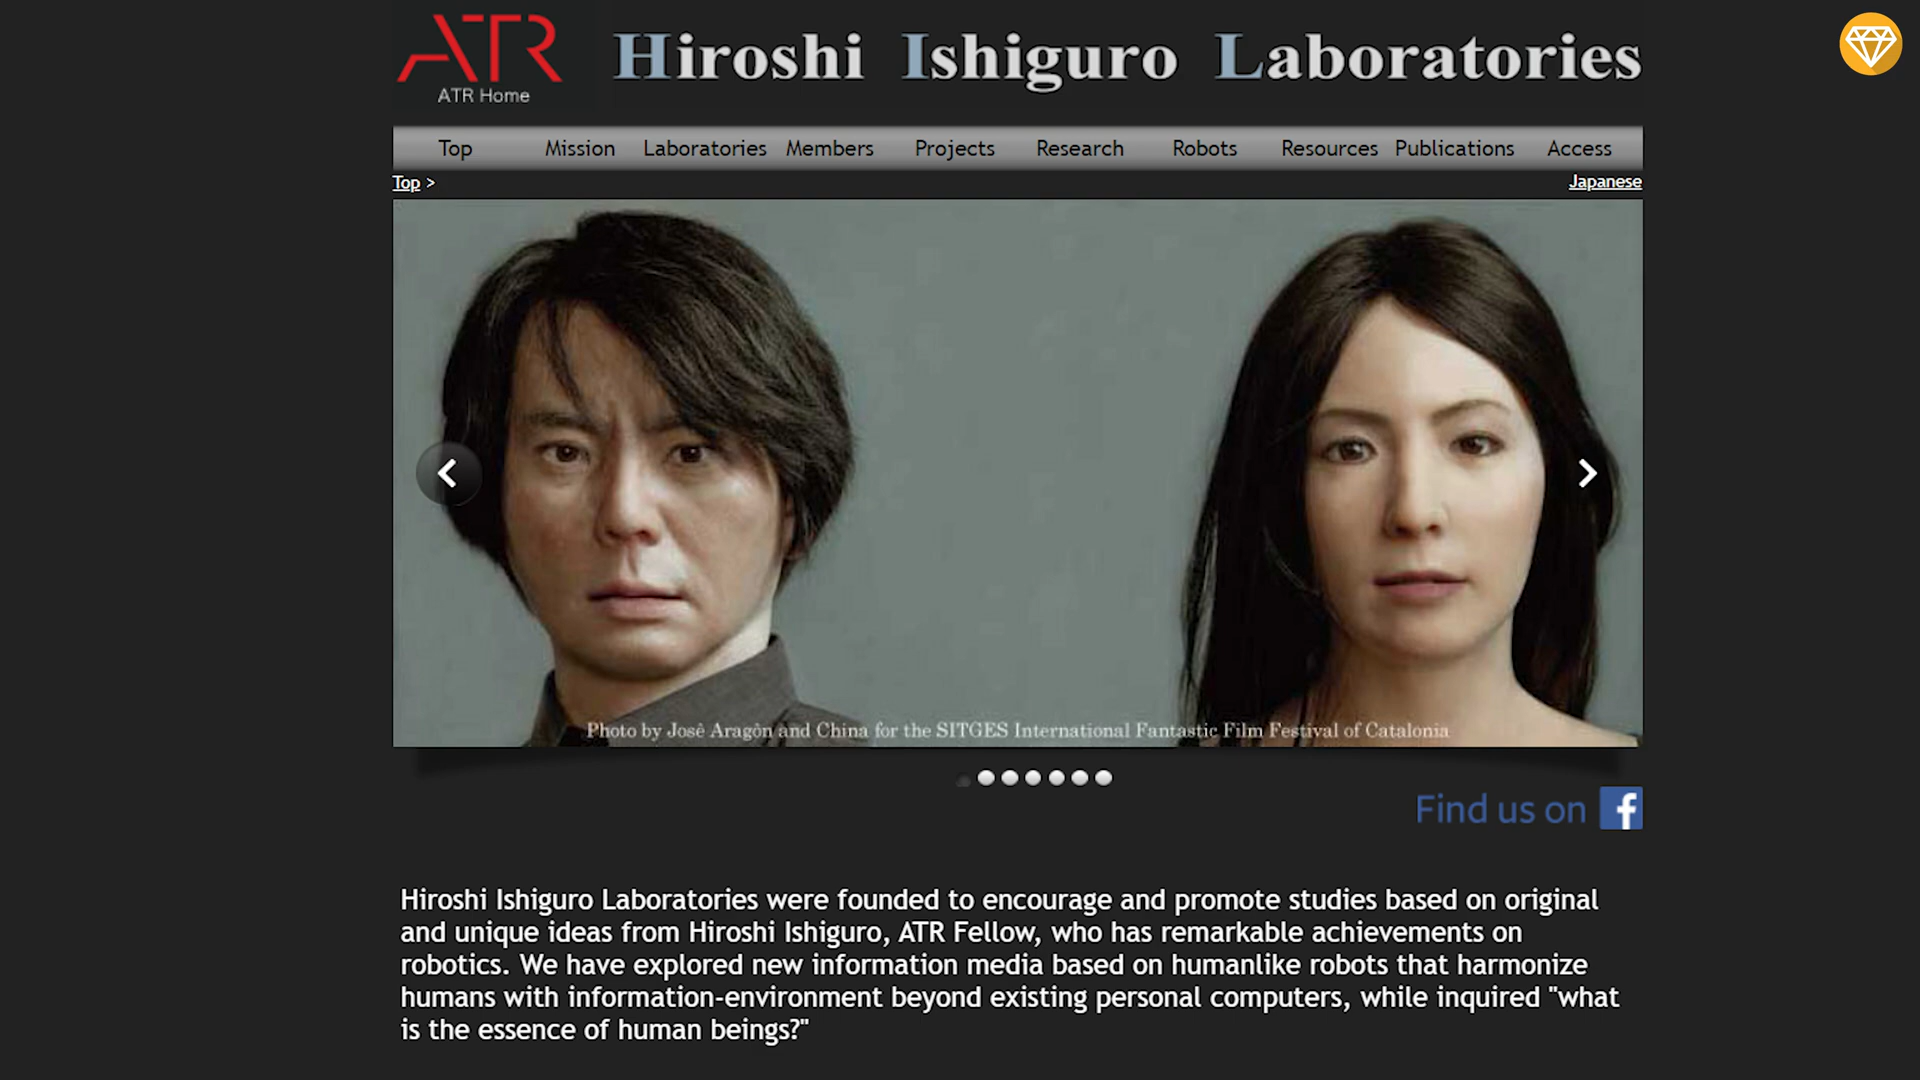 ATR
ATR Home
Hiroshi Ishiguro Laboratories
Top Mission Laboratories Members Projects Research Robots Resources Publications Access
Top > Japanese
Photo by José Aragôn and China for the SITGES International Fantastic Film Festival of Catalonia
Find us on f
Hiroshi Ishiguro Laboratories were founded to encourage and promote studies based on original
and unique ideas from Hiroshi Ishiguro, ATR Fellow, who has remarkable achievements on
robotics. We have explored new information media based on humanlike robots that harmonize
humans with information-environment beyond existing personal computers, while inquired "what
is the essence of human beings?"